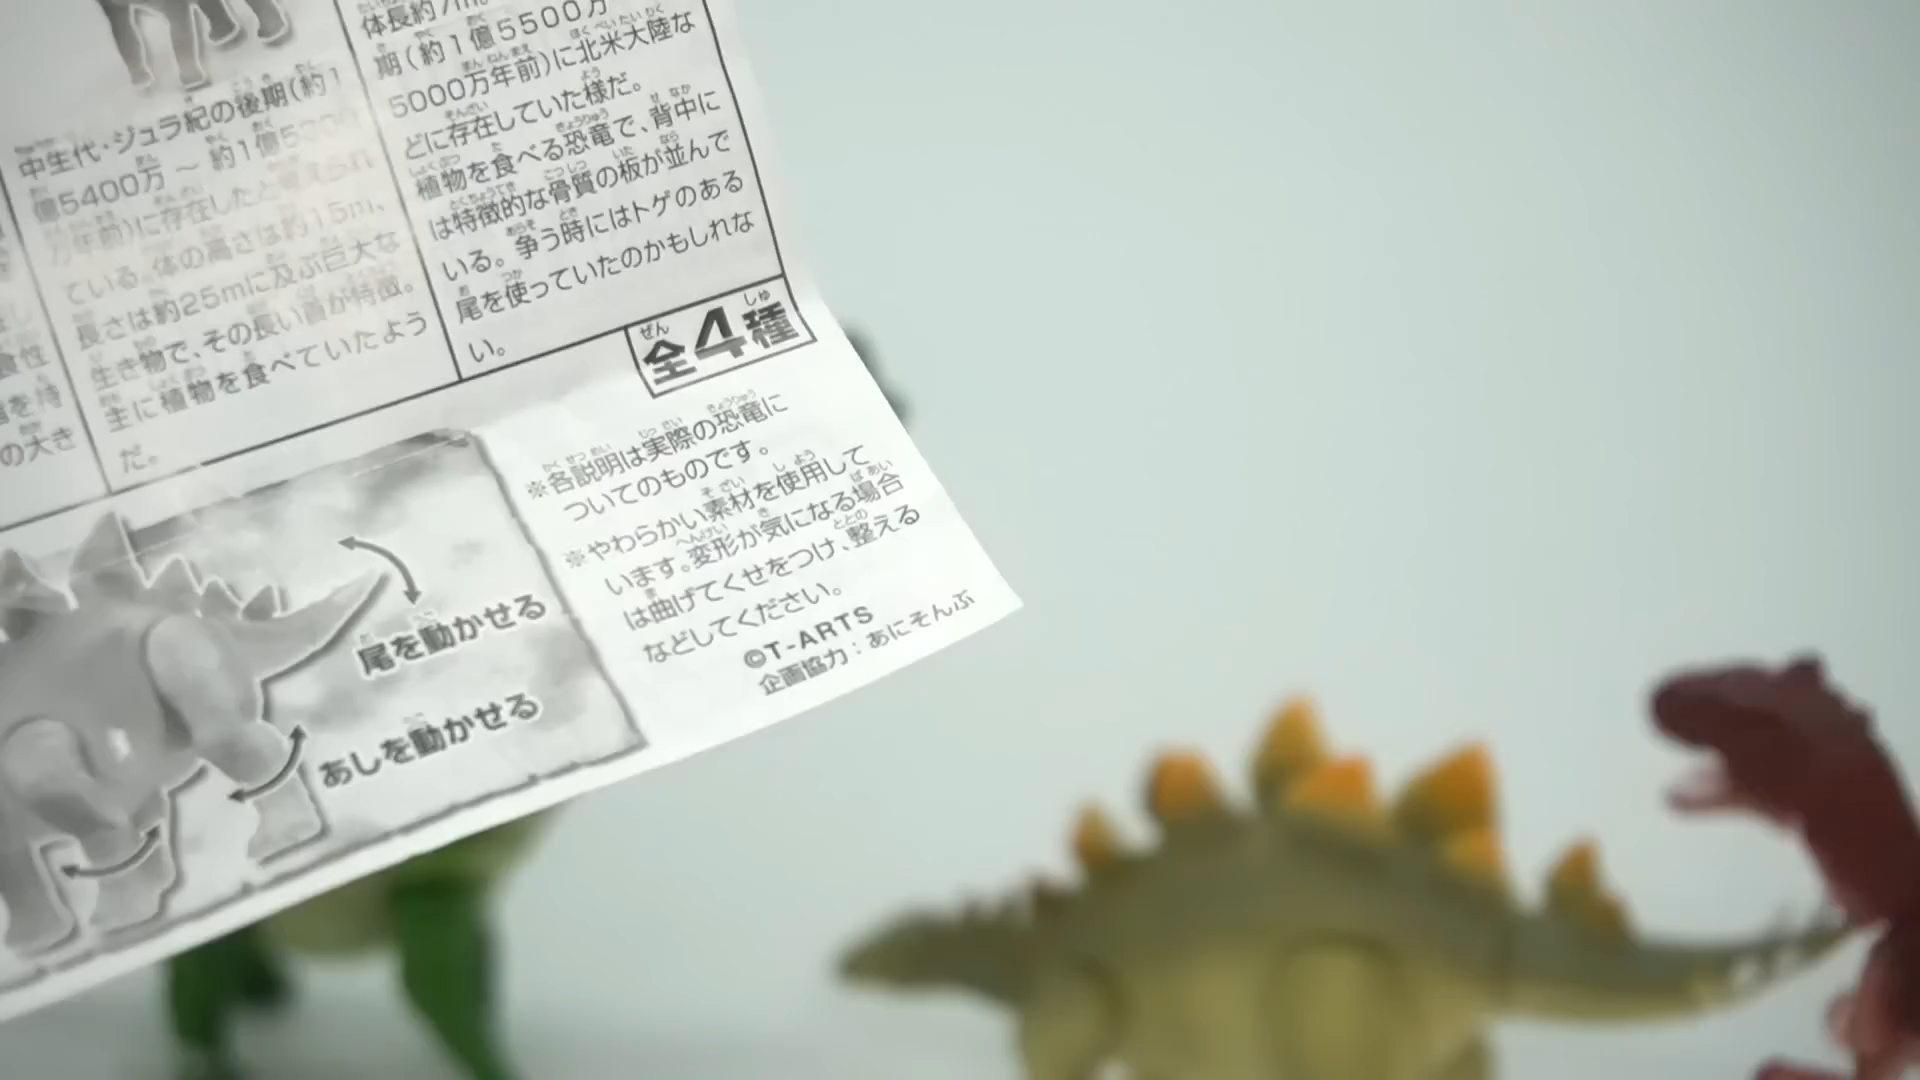 し
食性
の大き
中生代・ジュラ紀の後期(約1
億5400万 ～ 約1億5
万年前)に存在したと考えられ
ている。体の高さは約15m、
長さは約25mに及ぶ巨大な
生き物で、その長い首が特徴。
主に植物を食べていたよう
だ。
体長約7m。
期(約1億5500万
5000万年前)に北米大陸な
どに存在していた様だ。
植物を食べる恐竜で、背中に
は特徴的な骨質の板が並んで
いる。争う時にはトゲのある
尾を使っていたのかもしれな
い。
全4種
※各説明は実際の恐竜に
ついてのものです。
※やわらかい素材を使用して
います。変形が気になる場合
は曲げてくせをつけ、整える
などしてください。
©T-ARTS
企画協力：あにそんぶ
尾を動かせる
あしを動かせる